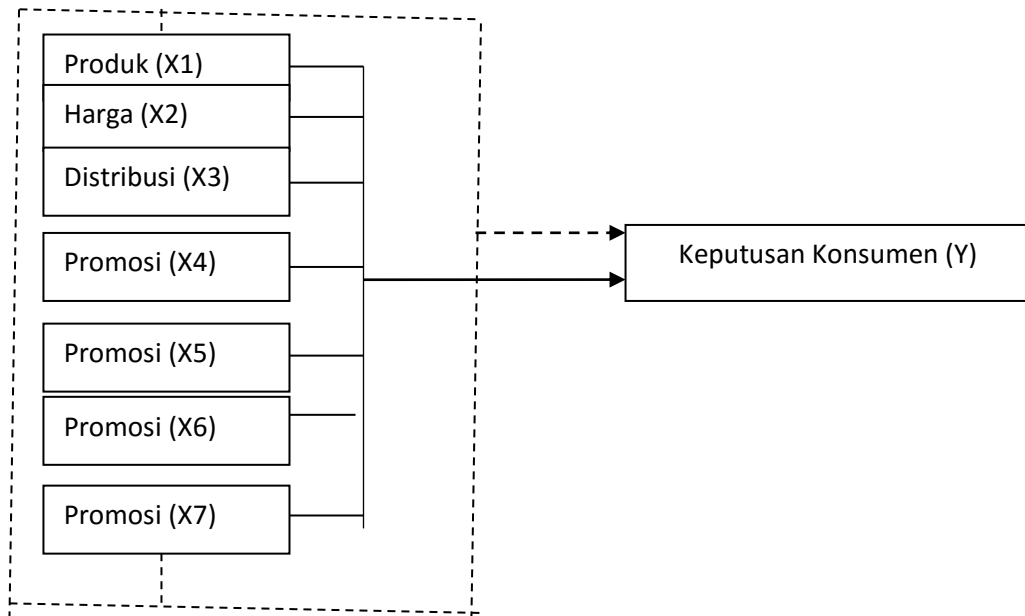 Produk (X1)
Harga (X2)
Distribusi (X3)
Promosi (X4)
Promosi (X5)
Promosi (X6)
Promosi (X7)
Keputusan Konsumen (Y)